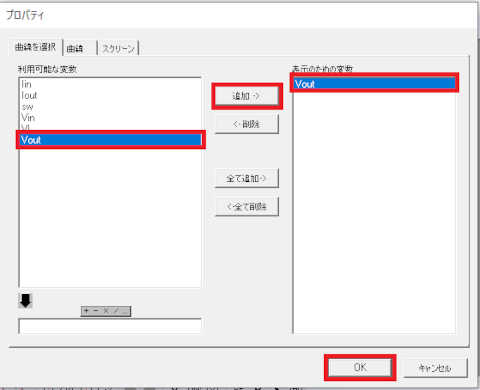 プロパティ
曲線を選択
曲線
スクリーン
利用可能な変数
Iin
Iout
sw
Vin
Vout
追加 ->
<- 削除
全て追加->
<-全て削除
表示のための変数
Vout
+ - × / ...
OK
キャンセル